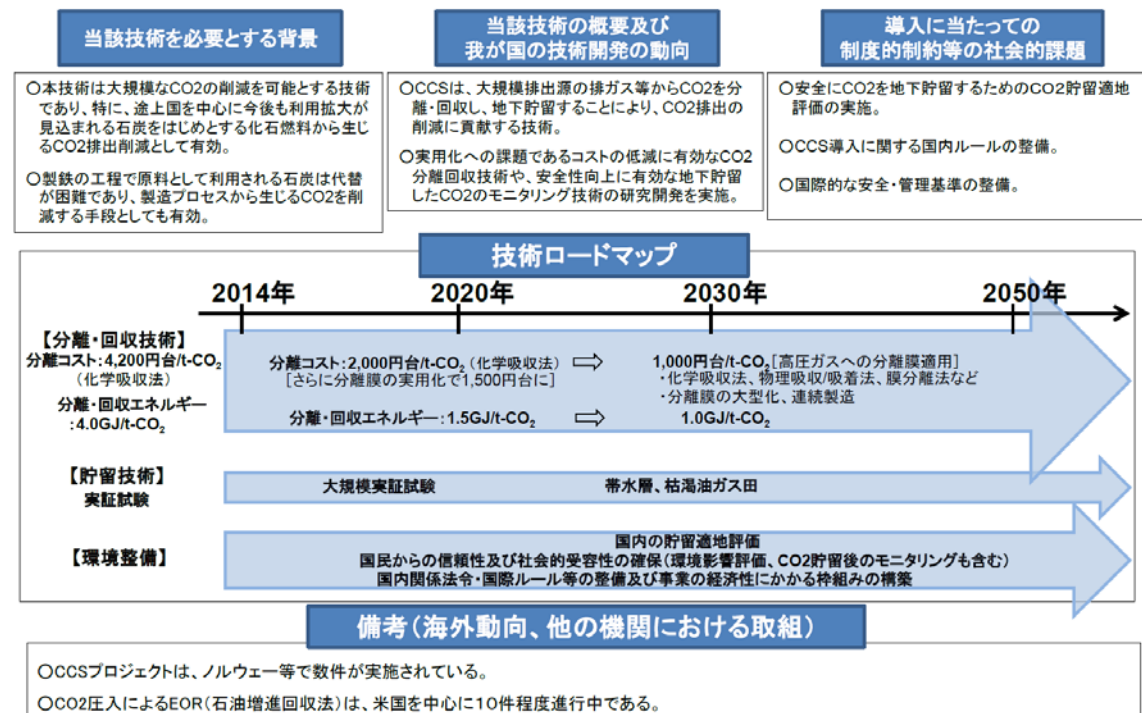 当該技術を必要とする背景
〇本技術は大規模なCO2の削減を可能とする技術
であり、特に、途上国を中心に今後も利用拡大が
見込まれる石炭をはじめとする化石燃料から生じ
るCO2排出削減として有効。
〇製鉄の工程で原料として利用される石炭は代替
が困難であり、製造プロセスから生じるCO2を削
減する手段としても有効。
当該技術の概要及び
我が国の技術開発の動向
〇CCSは、大規模排出源の排ガス等からCO2を分
離・回収し、地下貯留することにより、CO2排出の
削減に貢献する技術。
〇実用化への課題であるコストの低減に有効なCO2
分離回収技術や、安全性向上に有効な地下貯留
したCO2のモニタリング技術の研究開発を実施。
導入に当たっての
制度的制約等の社会的課題
〇安全にCO2を地下貯留するためのCO2貯留適地
評価の実施。
〇CCS導入に関する国内ルールの整備。
〇国際的な安全・管理基準の整備。
技術ロードマップ
2014年 2020年 2030年 2050年
【分離・回収技術】
分離コスト:4,200円台/t-CO₂
(化学吸収法)
分離・回収エネルギー
:4.0GJ/t-CO₂
分離コスト:2,000円台/t-CO₂ (化学吸収法) ⇨
[さらに分離膜の実用化で1,500円台に]
分離・回収エネルギー:1.5GJ/t-CO₂ ⇨
1,000円台/t-CO₂[高圧ガスへの分離膜適用]
・化学吸収法、物理吸収/吸着法、膜分離法など
・分離膜の大型化、連続製造
1.0GJ/t-CO₂
【貯留技術】
実証試験
大規模実証試験 帯水層、枯渇油ガス田
【環境整備】
国内の貯留適地評価
国民からの信頼性及び社会的受容性の確保(環境影響評価、CO2貯留後のモニタリングも含む)
国内関係法令・国際ルール等の整備及び事業の経済性にかかる枠組みの構築
備考(海外動向、他の機関における取組)
〇CCSプロジェクトは、ノルウェー等で数件が実施されている。
〇CO2圧入によるEOR(石油増進回収法)は、米国を中心に10件程度進行中である。